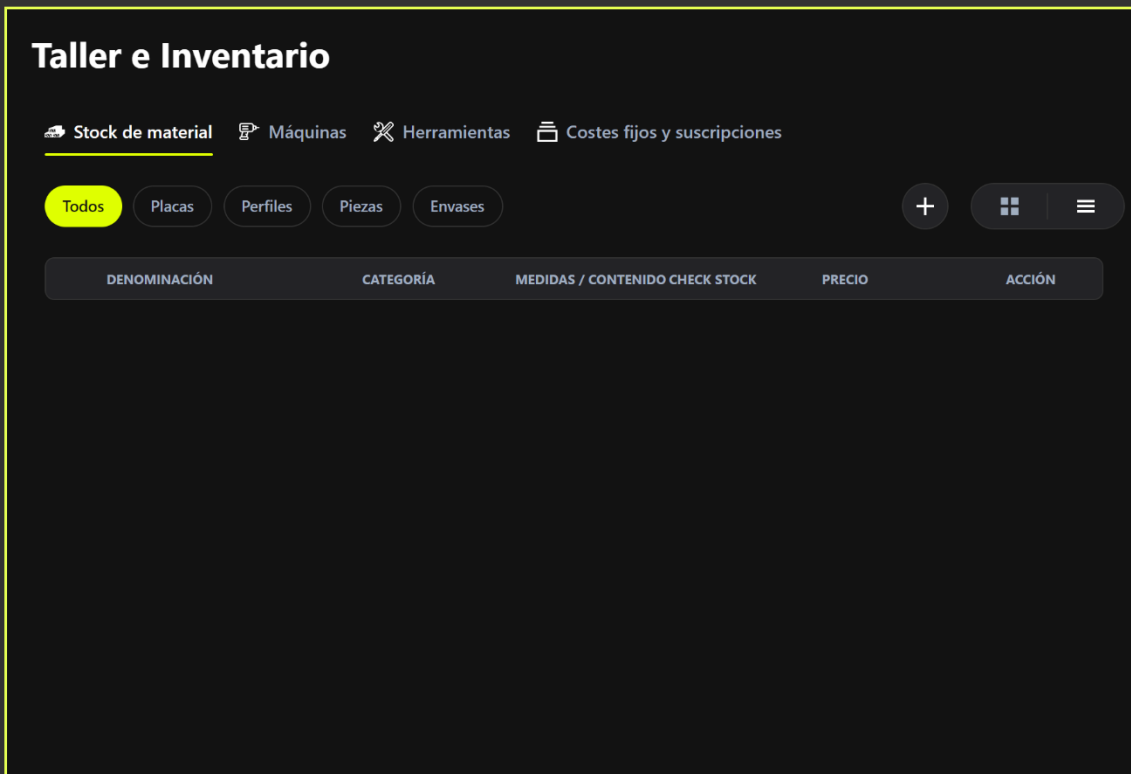 Taller e Inventario
Stock de material Máquinas Herramientas Costes fijos y suscripciones
Todos Placas Perfiles Piezas Envases
DENOMINACIÓN CATEGORÍA MEDIDAS / CONTENIDO CHECK STOCK PRECIO ACCIÓN